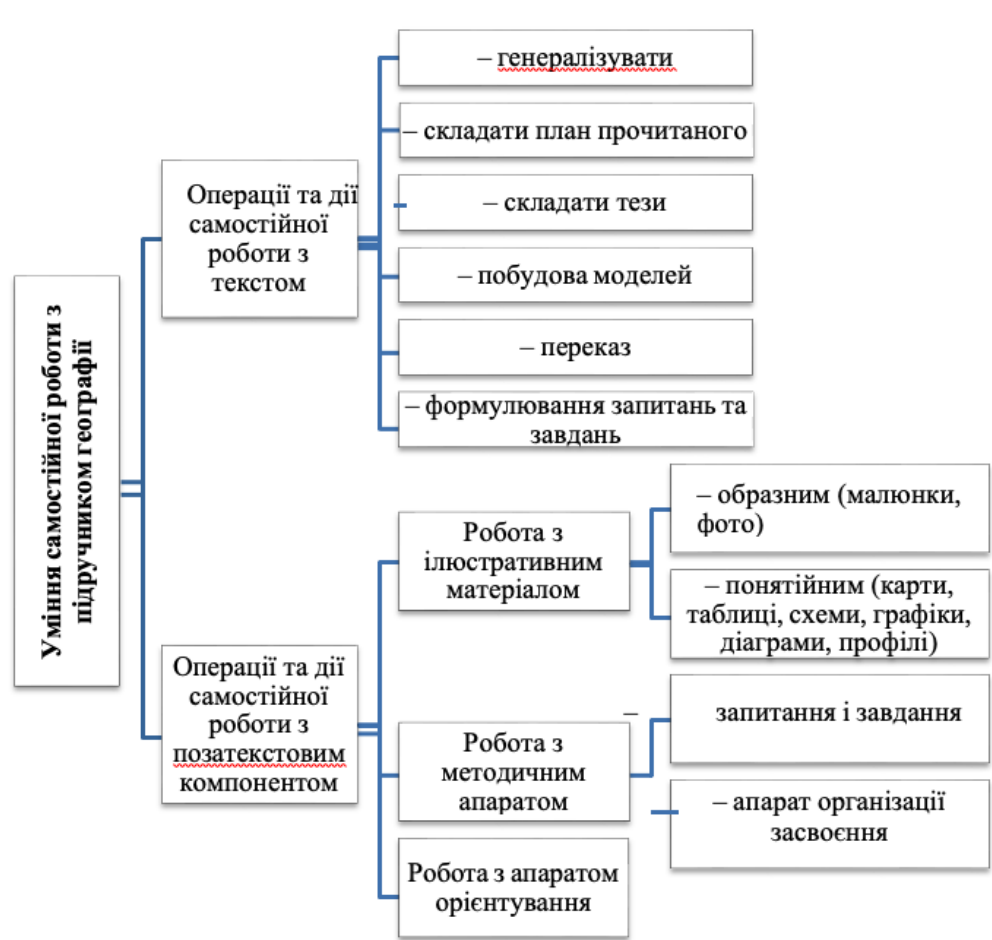 Уміння самостійної роботи з
підручником географії
Операції та дії
самостійної
роботи з
текстом
– генералізувати
– складати план прочитаного
– складати тези
– побудова моделей
– переказ
– формулювання запитань та
завдань
Операції та дії
самостійної
роботи з
позатекстовим
компонентом
Робота з
ілюстративним
матеріалом
– образним (малюнки,
фото)
– понятійним (карти,
таблиці, схеми, графіки,
діаграми, профілі)
Робота з
методичним
апаратом
– запитання і завдання
– апарат організації
засвоєння
Робота з апаратом
орієнтування